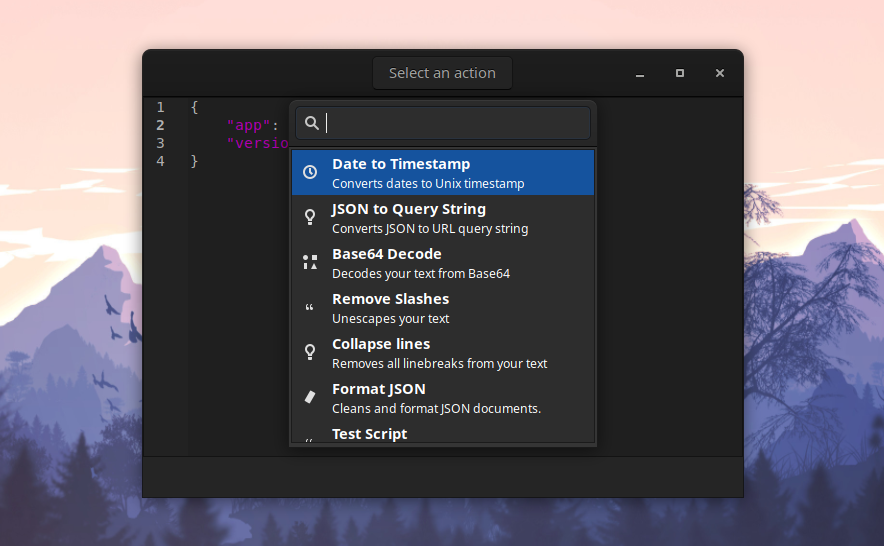 Select an action
1 {
2 "app":
3 "versio
4 }
Date to Timestamp
Converts dates to Unix timestamp
JSON to Query String
Converts JSON to URL query string
Base64 Decode
Decodes your text from Base64
Remove Slashes
Unescapes your text
Collapse lines
Removes all linebreaks from your text
Format JSON
Cleans and format JSON documents.
Test Script